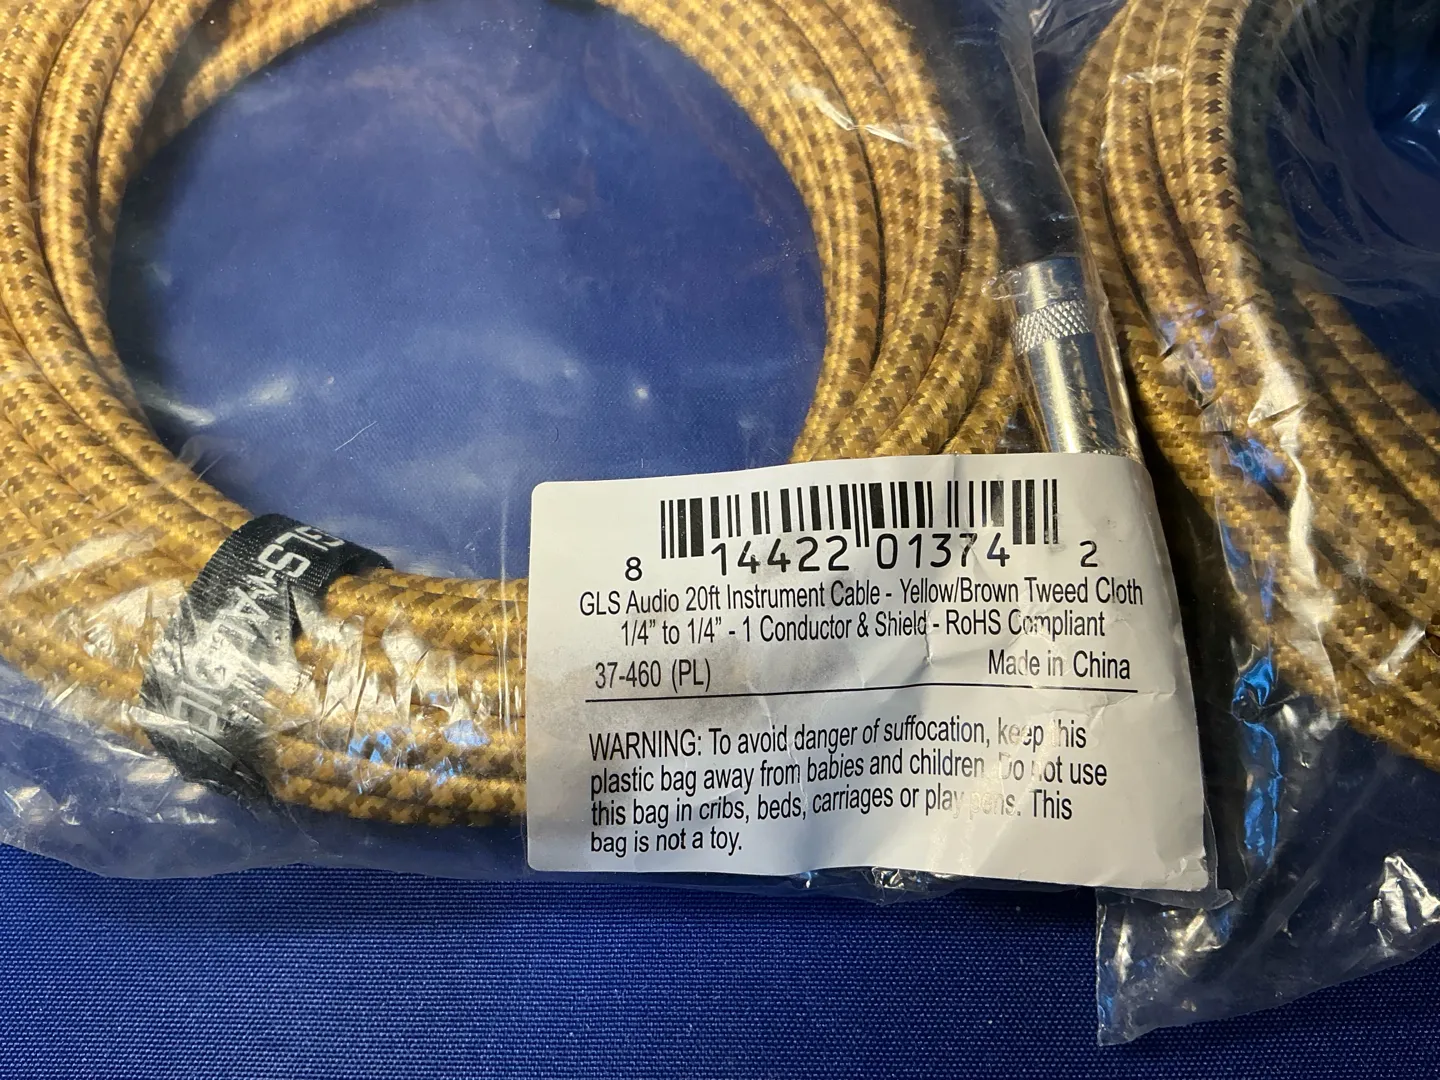 GLS
GLS AUDIO
8 14422 01374 2
GLS Audio 20ft Instrument Cable - Yellow/Brown Tweed Cloth
1/4" to 1/4" - 1 Conductor & Shield - RoHS Compliant
37-460 (PL) Made in China
WARNING: To avoid danger of suffocation, keep this
plastic bag away from babies and children. Do not use
this bag in cribs, beds, carriages or play pens. This
bag is not a toy.